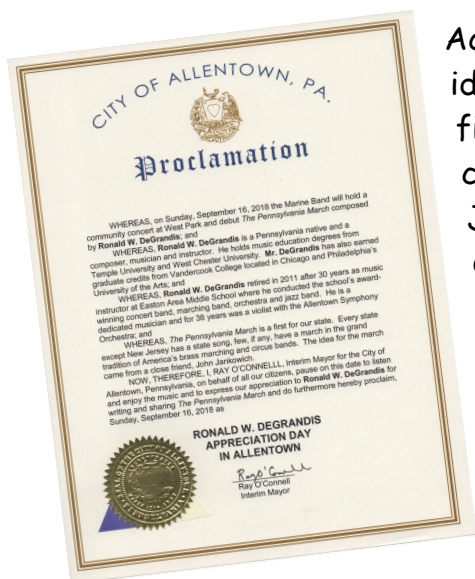 CITY OF ALLENTOWN, PA.
Proclamation
WHEREAS, on Sunday, September 16, 2018 the Marine Band will hold a
community concert at West Park and debut The Pennsylvania March composed
by Ronald W. DeGrandis; and
WHEREAS, Ronald W. DeGrandis is a Pennsylvania native and a
composer, musician and instructor. He holds music education degrees from
Temple University and West Chester University. Mr. DeGrandis has also earned
graduate credits from Vandercook College located in Chicago and Philadelphia's
University of the Arts; and
WHEREAS, Ronald W. DeGrandis retired in 2011 after 30 years as music
instructor at Easton Area Middle School where he conducted the school's award-
winning concert band, marching band, orchestra and jazz band. He is a
dedicated musician and for 38 years was a violist with the Allentown Symphony
Orchestra; and
WHEREAS, The Pennsylvania March is a first for our state. Every state
except New Jersey has a state song, few, if any, have a march in the grand
tradition of America's brass marching and circus bands. The idea for the march
came from a close friend, John Jankowich.
NOW, THEREFORE, I, RAY O'CONNELLL, Interim Mayor for the City of
Allentown, Pennsylvania, on behalf of all our citizens, pause on this date to listen
and enjoy the music and to express our appreciation to Ronald W. DeGrandis for
writing and sharing The Pennsylvania March and do furthermore hereby proclaim,
Sunday, September 16, 2018 as
RONALD W. DEGRANDIS
APPRECIATION DAY
IN ALLENTOWN
Ray O'Connell
Ray O'Connell
Interim Mayor